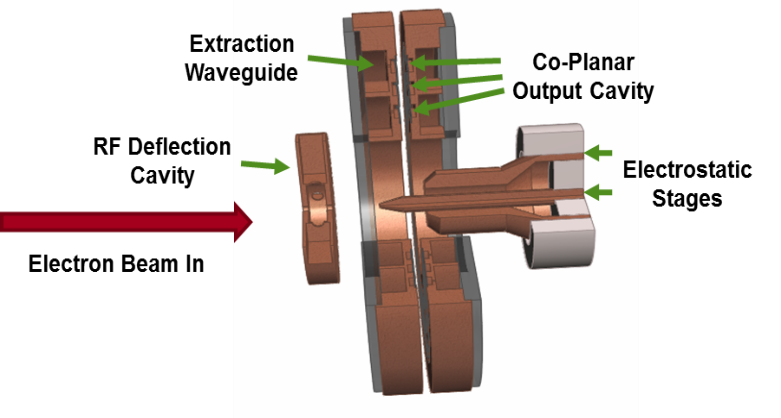 Extraction
Waveguide
Co-Planar
Output Cavity
RF Deflection
Cavity
Electrostatic
Stages
Electron Beam In